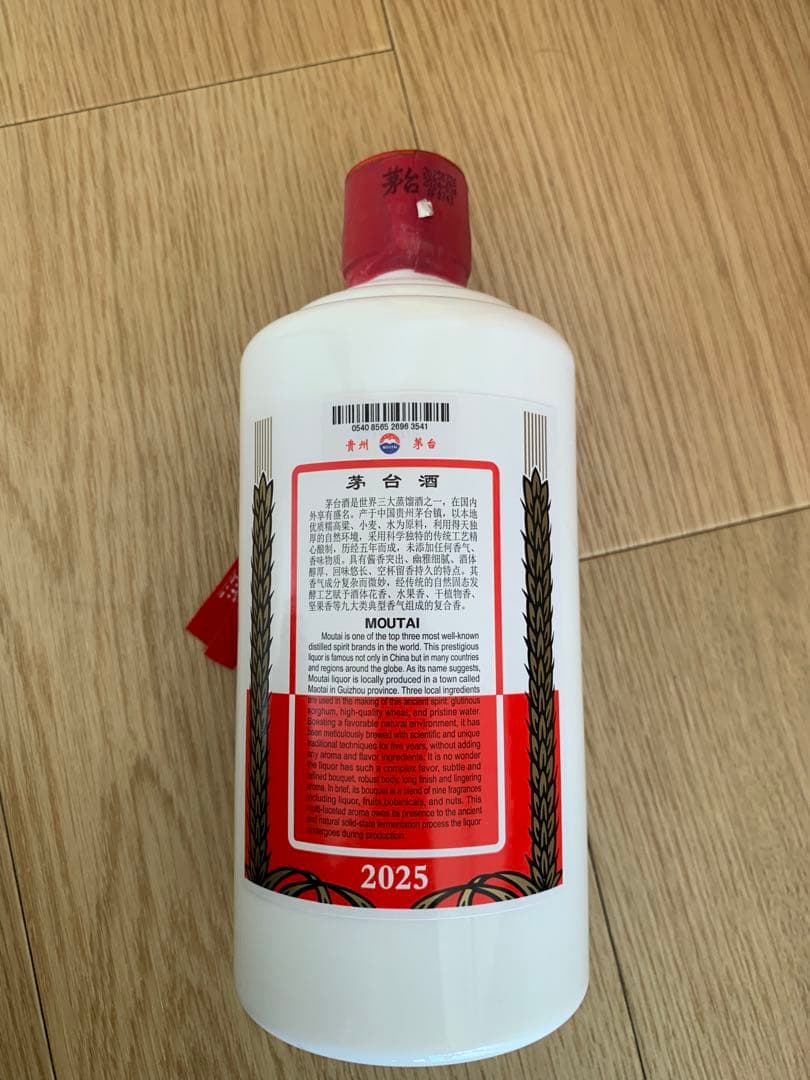 茅台
0540 8565 2696 3541
贵州 MOUTAI 茅台
茅台酒
茅台酒是世界三大蒸馏酒之一，在国内
外享有盛名。产于中国贵州茅台镇，以本地
优质糯高粱、小麦、水为原料，利用得天独
厚的自然环境，采用科学独特的传统工艺精
心酿制，历经五年而成，未添加任何香气、
香味物质。具有酱香突出、幽雅细腻、酒体
醇厚、回味悠长、空杯留香持久的特点。其
香气成分复杂而微妙，经传统的自然固态发
酵工艺赋予酒体花香、水果香、干植物香、
坚果香等九大类典型香气组成的复合香。
MOUTAI
Moutai is one of the top three most well-known
distilled spirit brands in the world. This prestigious
liquor is famous not only in China but in many countries
and regions around the globe. As its name suggests,
Moutai liquor is locally produced in a town called
Maotai in Guizhou province. Three local ingredients
are used in the making of this ancient spirit: glutinous
sorghum, high-quality wheat, and pristine water.
Boasting a favorable natural environment, it has
been meticulously brewed with scientific and unique
traditional techniques for five years, without adding
any aroma and flavor ingredients. It is no wonder
the liquor has such a complex favor, subtle and
refined bouquet, robust body, long finish and lingering
aroma. In brief, its bouquet is a blend of nine fragrances
including liquor, fruits, botanicals, and nuts. This
multi-faceted aroma owes its presence to the ancient
and natural solid-state fermentation process the liquor
undergoes during production.
2025